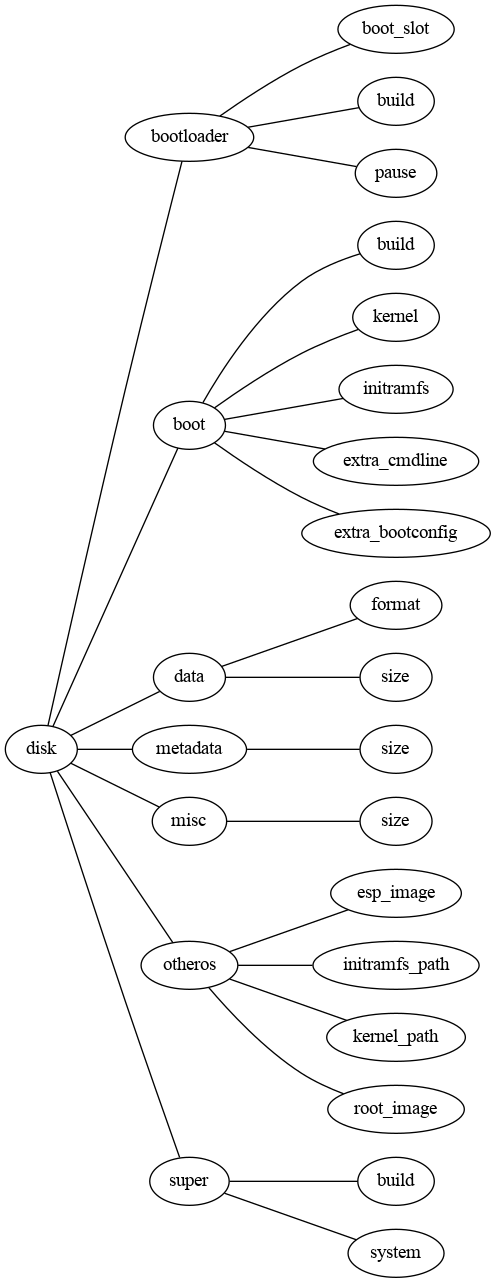 boot_slot
build
bootloader
pause
build
kernel
initramfs
boot
extra_cmdline
extra_bootconfig
format
data
size
disk
metadata
size
misc
size
esp_image
otheros
initramfs_path
kernel_path
root_image
super
build
system